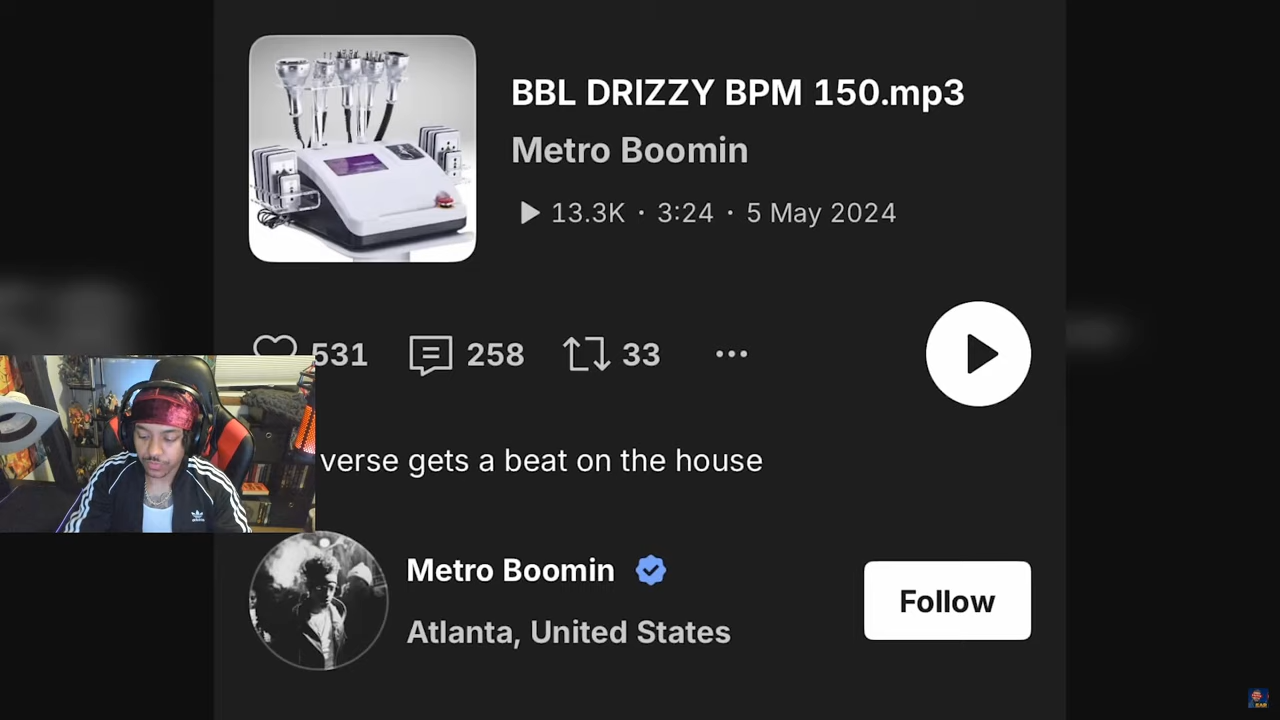 BBL DRIZZY BPM 150.mp3
Metro Boomin
13.3K · 3:24 · 5 May 2024
531 258 33
verse gets a beat on the house
Metro Boomin
Atlanta, United States
Follow